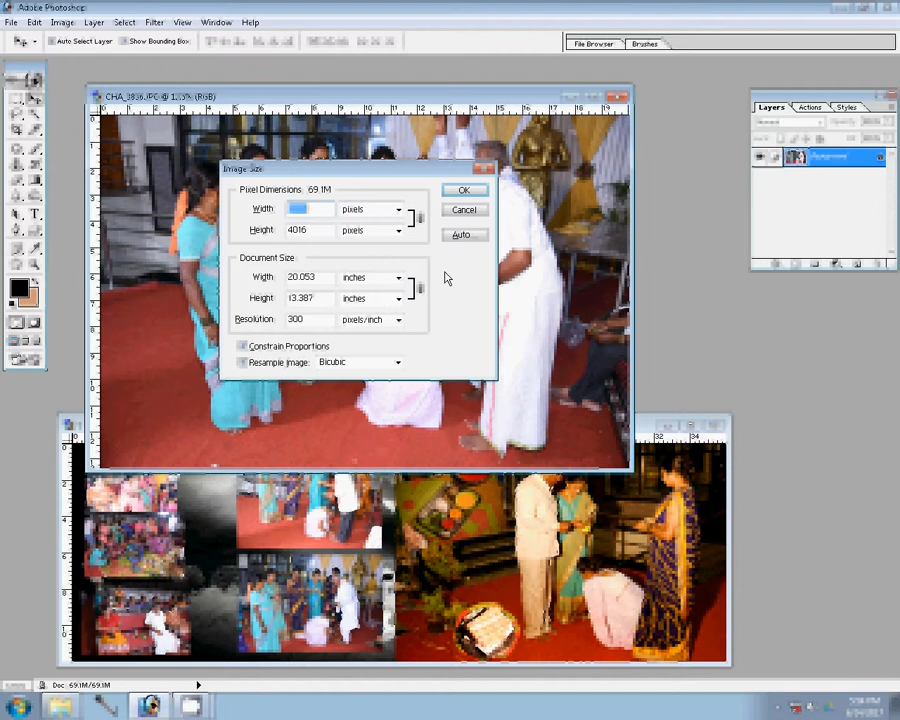 Adobe Photoshop
File Edit Image Layer Select Filter View Window Help
Auto Select Layer Show Bounding Box
File Browser Brushes
Layers Actions Styles
Image Size
Pixel Dimensions: 69.1M
Width: pixels
Height: 4016 pixels
Document Size:
Width: 20.053 inches
Height: 13.387 inches
Resolution: 300 pixels/inch
Constrain Proportions
Resample Image: Bicubic
OK
Cancel
Auto...
32 34
Doc: 69.1M/69.1M